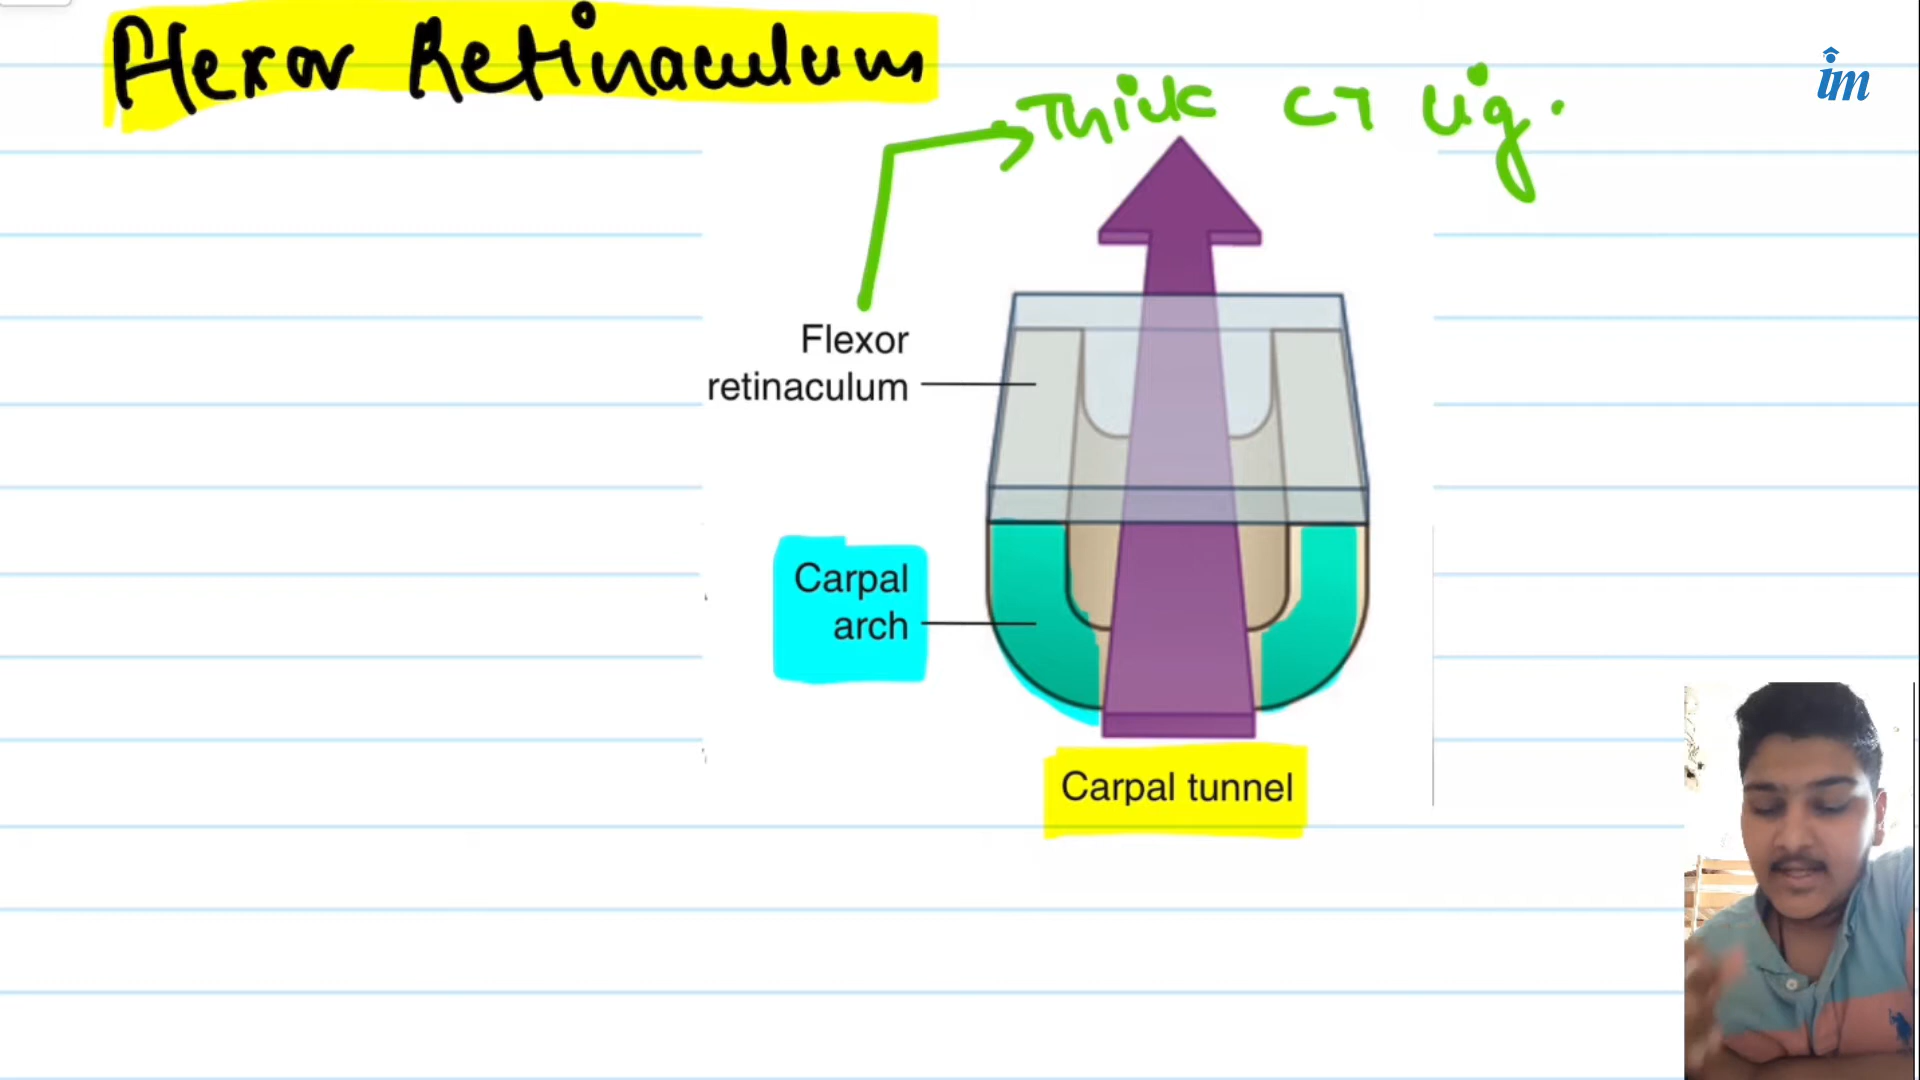 Flexor Retinaculum
im
Thick CT Lig.
Flexor
retinaculum
Carpal
arch
Carpal tunnel